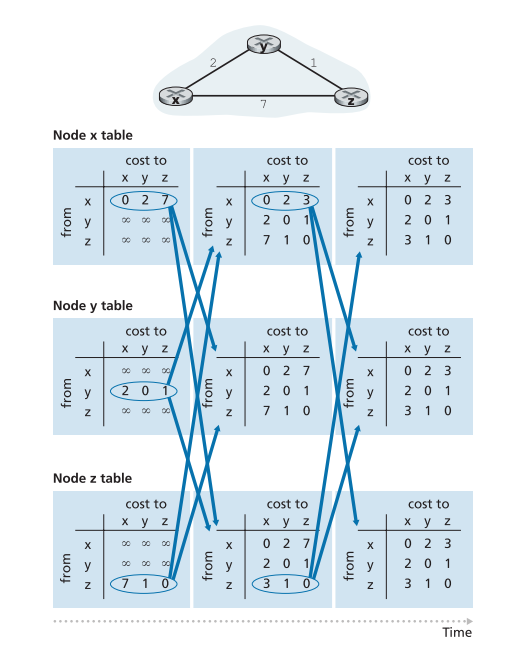 y
2 1
x z
7
Node x table
cost to cost to cost to
x y z x y z x y z
x 0 2 7 x 0 2 3 x 0 2 3
from y ∞ ∞ ∞ from y 2 0 1 from y 2 0 1
z ∞ ∞ ∞ z 7 1 0 z 3 1 0
Node y table
cost to cost to cost to
x y z x y z x y z
x ∞ ∞ ∞ x 0 2 7 x 0 2 3
from y 2 0 1 from y 2 0 1 from y 2 0 1
z ∞ ∞ ∞ z 7 1 0 z 3 1 0
Node z table
cost to cost to cost to
x y z x y z x y z
x ∞ ∞ ∞ x 0 2 7 x 0 2 3
from y ∞ ∞ ∞ from y 2 0 1 from y 2 0 1
z 7 1 0 z 3 1 0 z 3 1 0
Time